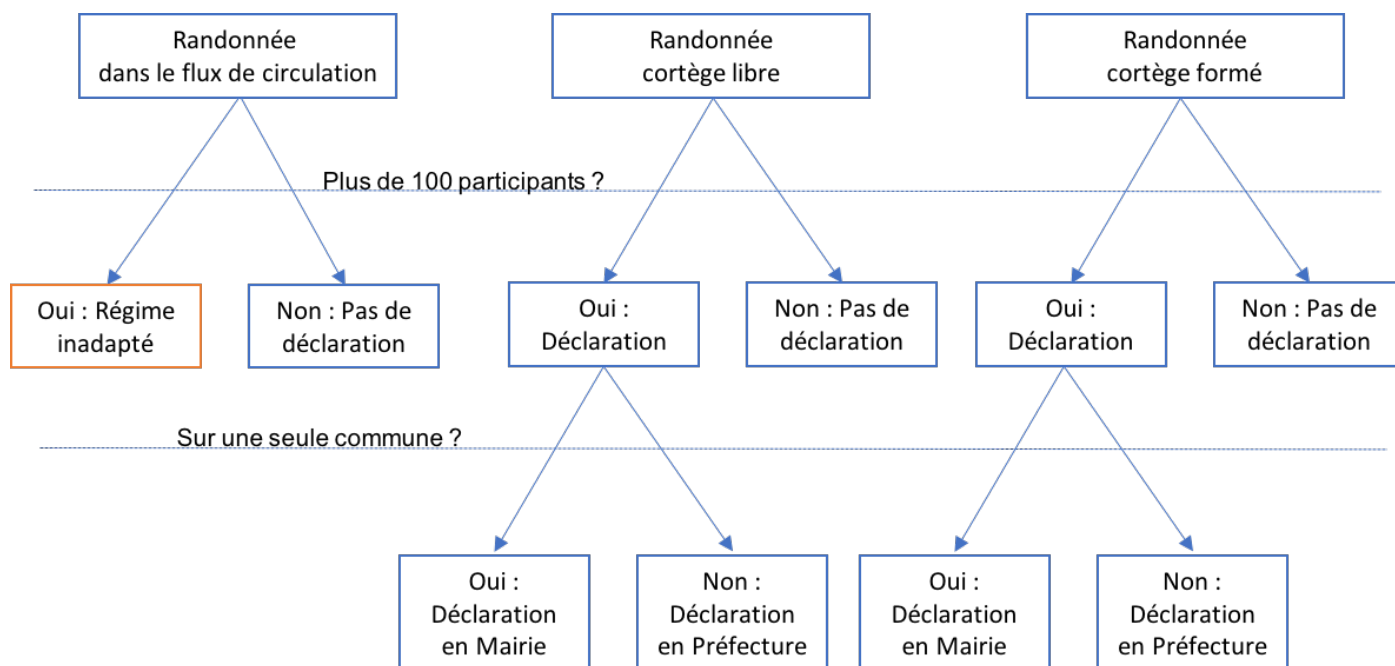 Randonnée
dans le flux de circulation
Randonnée
cortège libre
Randonnée
cortège formé
Plus de 100 participants ?
Oui : Régime
inadapté
Non : Pas de
déclaration
Oui :
Déclaration
Non : Pas de
déclaration
Oui :
Déclaration
Non : Pas de
déclaration
Sur une seule commune ?
Oui :
Déclaration
en Mairie
Non :
Déclaration
en Préfecture
Oui :
Déclaration
en Mairie
Non :
Déclaration
en Préfecture